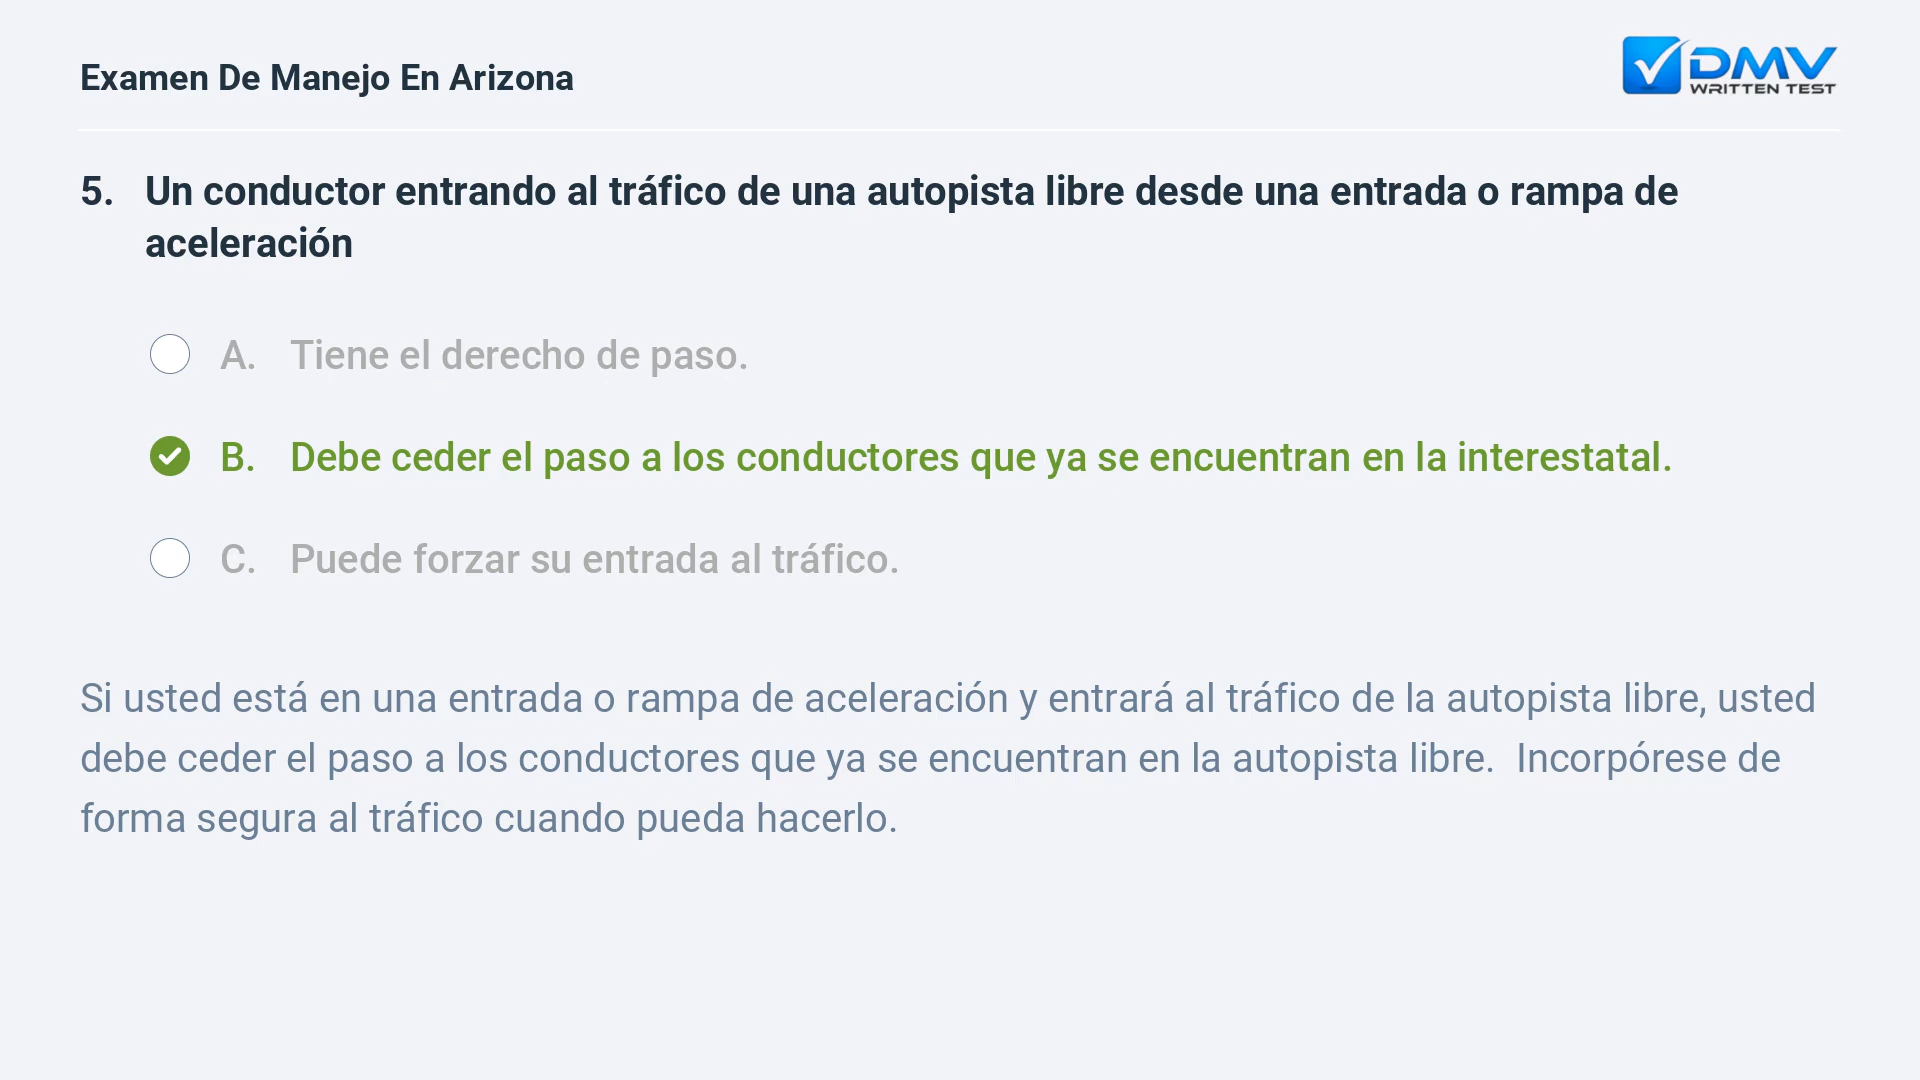 Examen De Manejo En Arizona
DMV
WRITTEN TEST
5. Un conductor entrando al tráfico de una autopista libre desde una entrada o rampa de
aceleración
A. Tiene el derecho de paso.
B. Debe ceder el paso a los conductores que ya se encuentran en la interestatal.
C. Puede forzar su entrada al tráfico.
Si usted está en una entrada o rampa de aceleración y entrará al tráfico de la autopista libre, usted
debe ceder el paso a los conductores que ya se encuentran en la autopista libre.  Incorpórese de
forma segura al tráfico cuando pueda hacerlo.